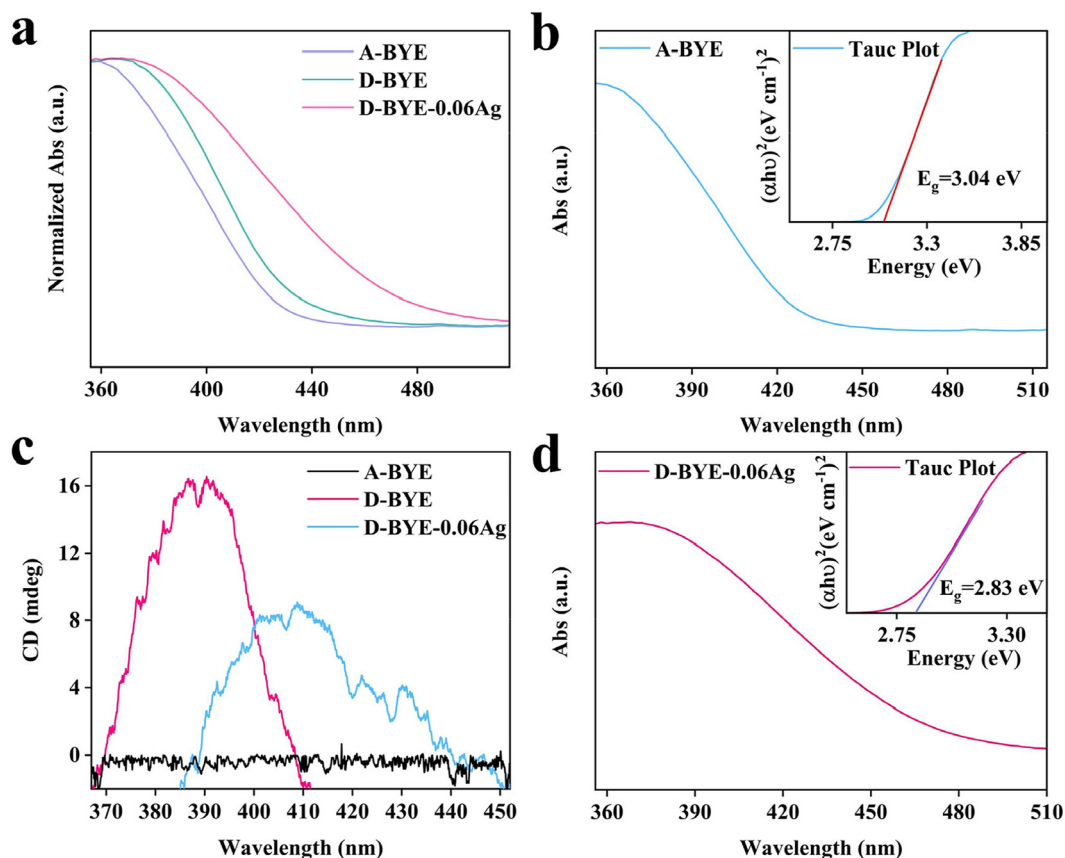 a
A-BYE
D-BYE
D-BYE-0.06Ag
Normalized Abs (a.u.)
360 400 440 480
Wavelength (nm)
b
A-BYE
Tauc Plot
(αhυ)²(eV cm⁻¹)²
E_g=3.04 eV
2.75 3.3 3.85
Energy (eV)
Abs (a.u.)
360 390 420 450 480 510
Wavelength (nm)
c
A-BYE
D-BYE
D-BYE-0.06Ag
16
12
8
4
0
CD (mdeg)
370 380 390 400 410 420 430 440 450
Wavelength (nm)
d
D-BYE-0.06Ag
Tauc Plot
(αhυ)²(eV cm⁻¹)²
E_g=2.83 eV
2.75 3.30
Energy (eV)
Abs (a.u.)
360 390 420 450 480 510
Wavelength (nm)